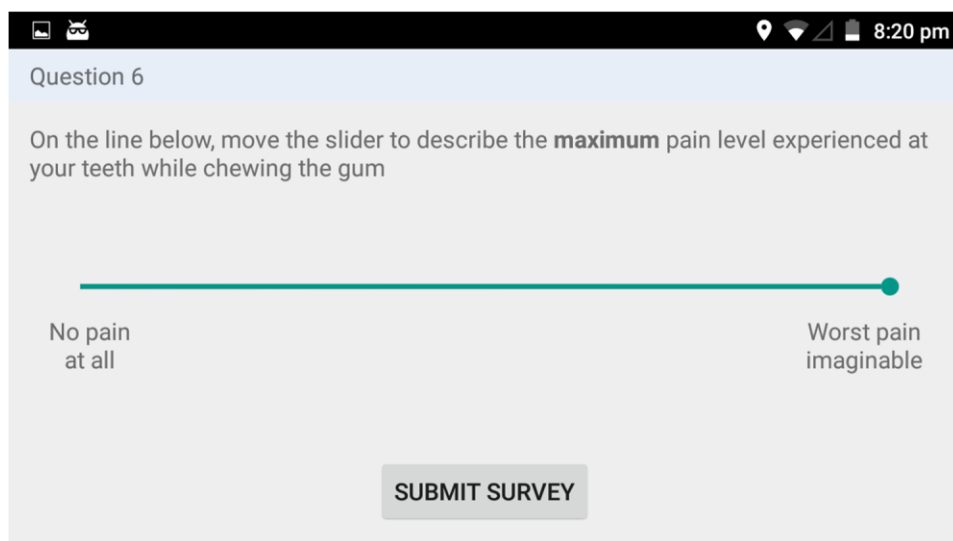 8:20 pm
Question 6
On the line below, move the slider to describe the maximum pain level experienced at
your teeth while chewing the gum
No pain
at all
Worst pain
imaginable
SUBMIT SURVEY